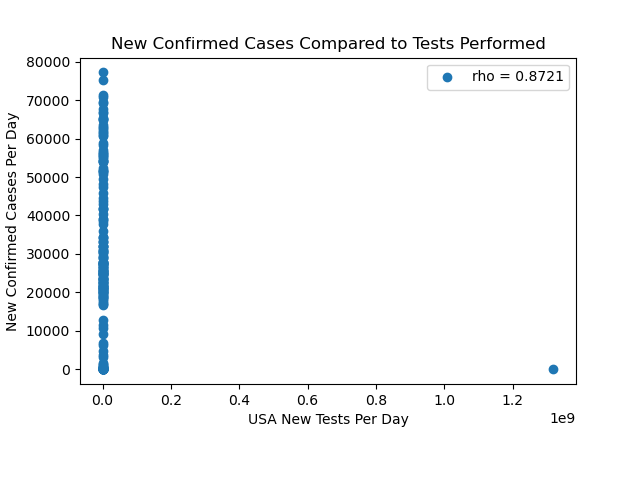 New Confirmed Cases Compared to Tests Performed
rho = 0.8721
New Confirmed Caeses Per Day
80000
70000
60000
50000
40000
30000
20000
10000
0
0.0 0.2 0.4 0.6 0.8 1.0 1.2
1e9
USA New Tests Per Day